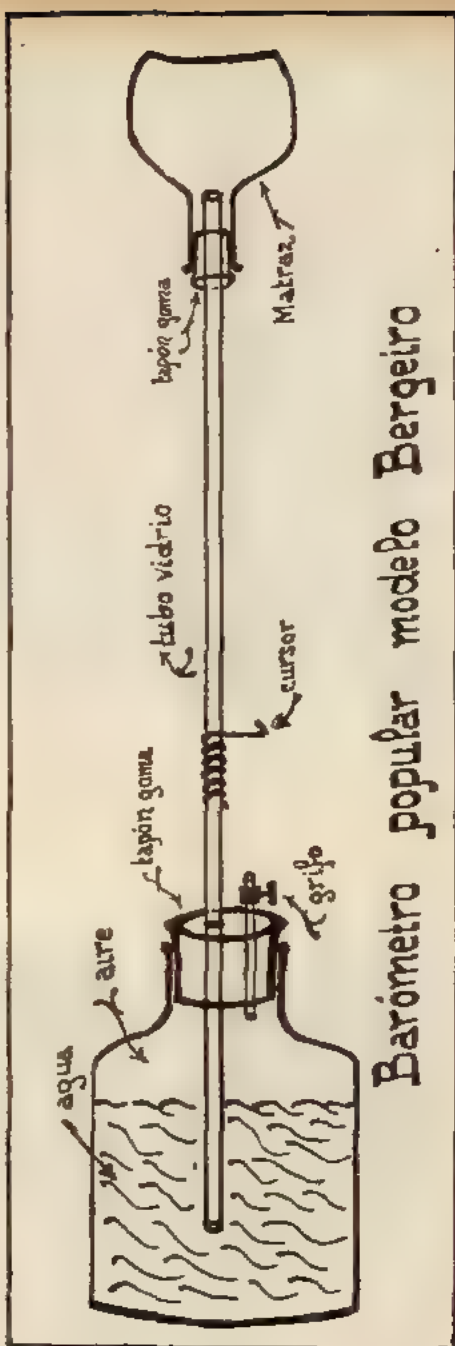 Matraz
tapón goma
tubo vidrio
cursor
tapón goma
grifo
aire
agua
Barómetro popular modelo Bergeiro